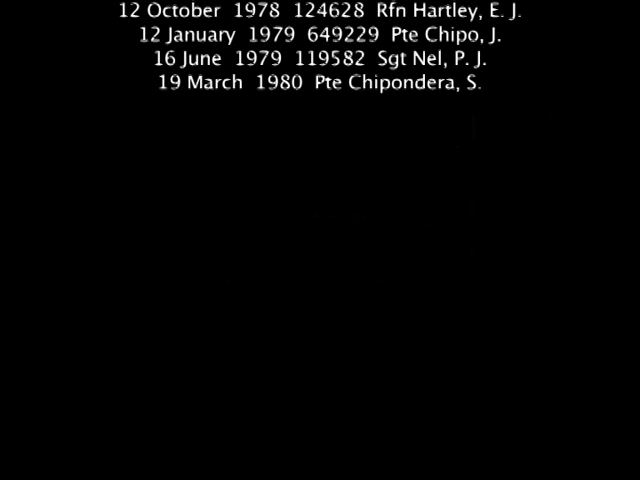 12 October 1978 124628 Rfn Hartley, E. J.
12 January 1979 649229 Pte Chipo, J.
16 June 1979 119582 Sgt Nel, P. J.
19 March 1980 Pte Chipondera, S.